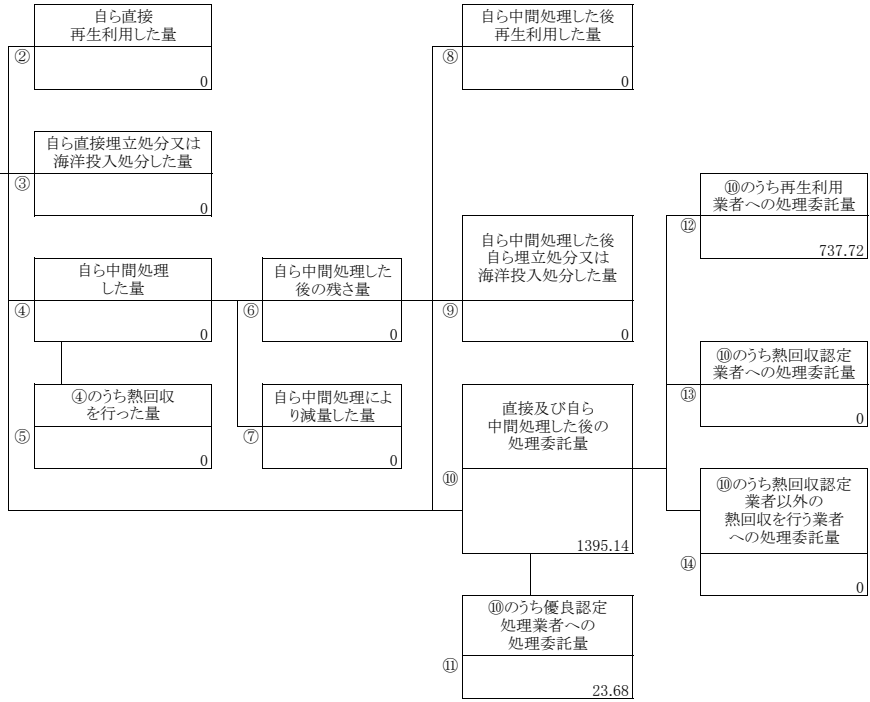 自ら直接
再生利用した量
②
0
自ら直接埋立処分又は
海洋投入処分した量
③
0
自ら中間処理
した量
④
0
④のうち熱回収
を行った量
⑤
0
自ら中間処理した
後の残さ量
⑥
0
自ら中間処理によ
り減量した量
⑦
0
自ら中間処理した後
再生利用した量
⑧
0
自ら中間処理した後
自ら埋立処分又は
海洋投入処分した量
⑨
0
直接及び自ら
中間処理した後の
処理委託量
⑩
1395.14
⑩のうち優良認定
処理業者への
処理委託量
⑪
23.68
⑩のうち再生利用
業者への処理委託量
⑫
737.72
⑩のうち熱回収認定
業者への処理委託量
⑬
0
⑩のうち熱回収認定
業者以外の
熱回収を行う業者
への処理委託量
⑭
0